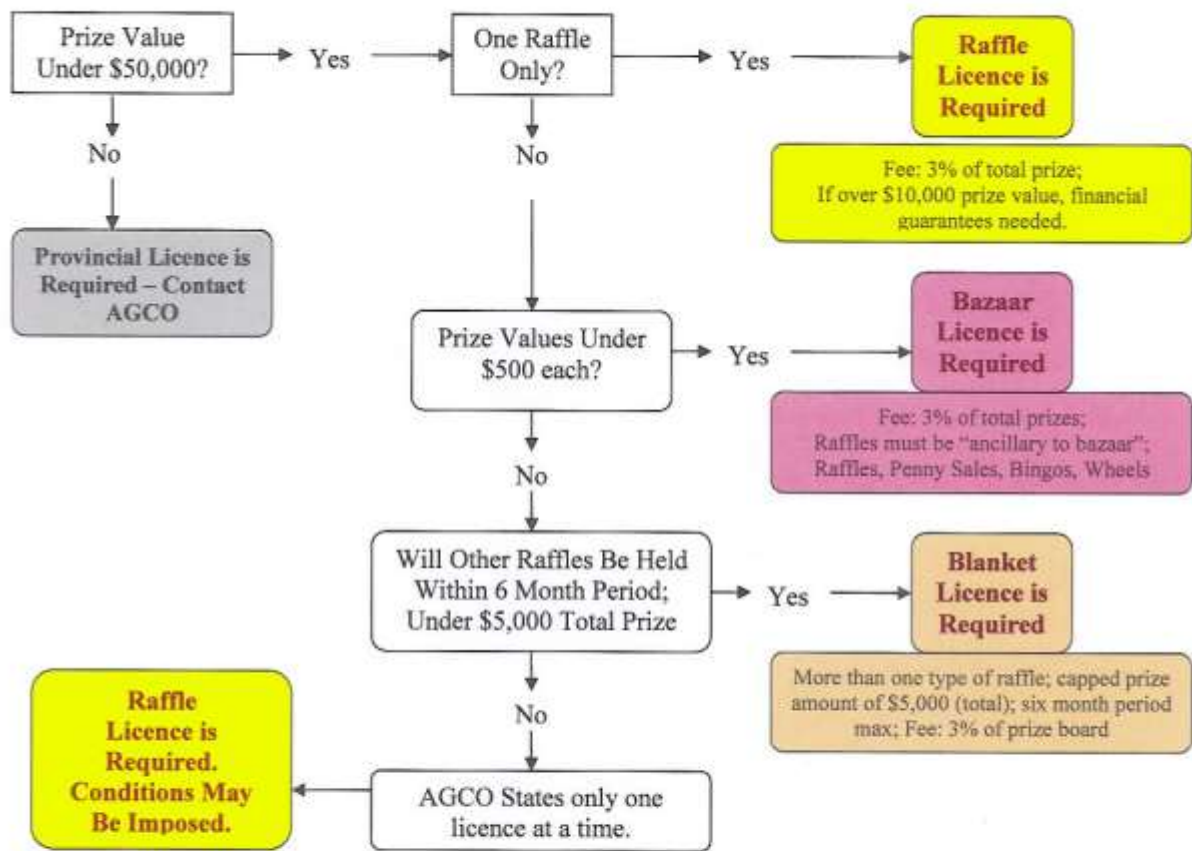 Prize Value
Under $50,000?
Yes
One Raffle
Only?
Yes
Raffle
Licence is
Required
No
No
Fee: 3% of total prize;
If over $10,000 prize value, financial
guarantees needed.
Provincial Licence is
Required – Contact
AGCO
Prize Values Under
$500 each?
Yes
Bazaar
Licence is
Required
Fee: 3% of total prizes;
Raffles must be “ancillary to bazaar”;
Raffles, Penny Sales, Bingos, Wheels
No
Will Other Raffles Be Held
Within 6 Month Period;
Under $5,000 Total Prize
Yes
Blanket
Licence is
Required
More than one type of raffle; capped prize
amount of $5,000 (total); six month period
max; Fee: 3% of prize board
No
AGCO States only one
licence at a time.
Raffle
Licence is
Required.
Conditions May
Be Imposed.